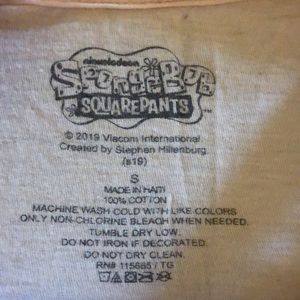 nickelodeon
SpongeBob
SQUAREPANTS
© 2019 Viacom International.
Created by Stephen Hillenburg.
(s19)
S
MADE IN HAITI
100% COTTON
MACHINE WASH COLD WITH LIKE COLORS
ONLY NON-CHLORINE BLEACH WHEN NEEDED.
TUMBLE DRY LOW.
DO NOT IRON IF DECORATED.
DO NOT DRY CLEAN.
RN# 115685 / TG